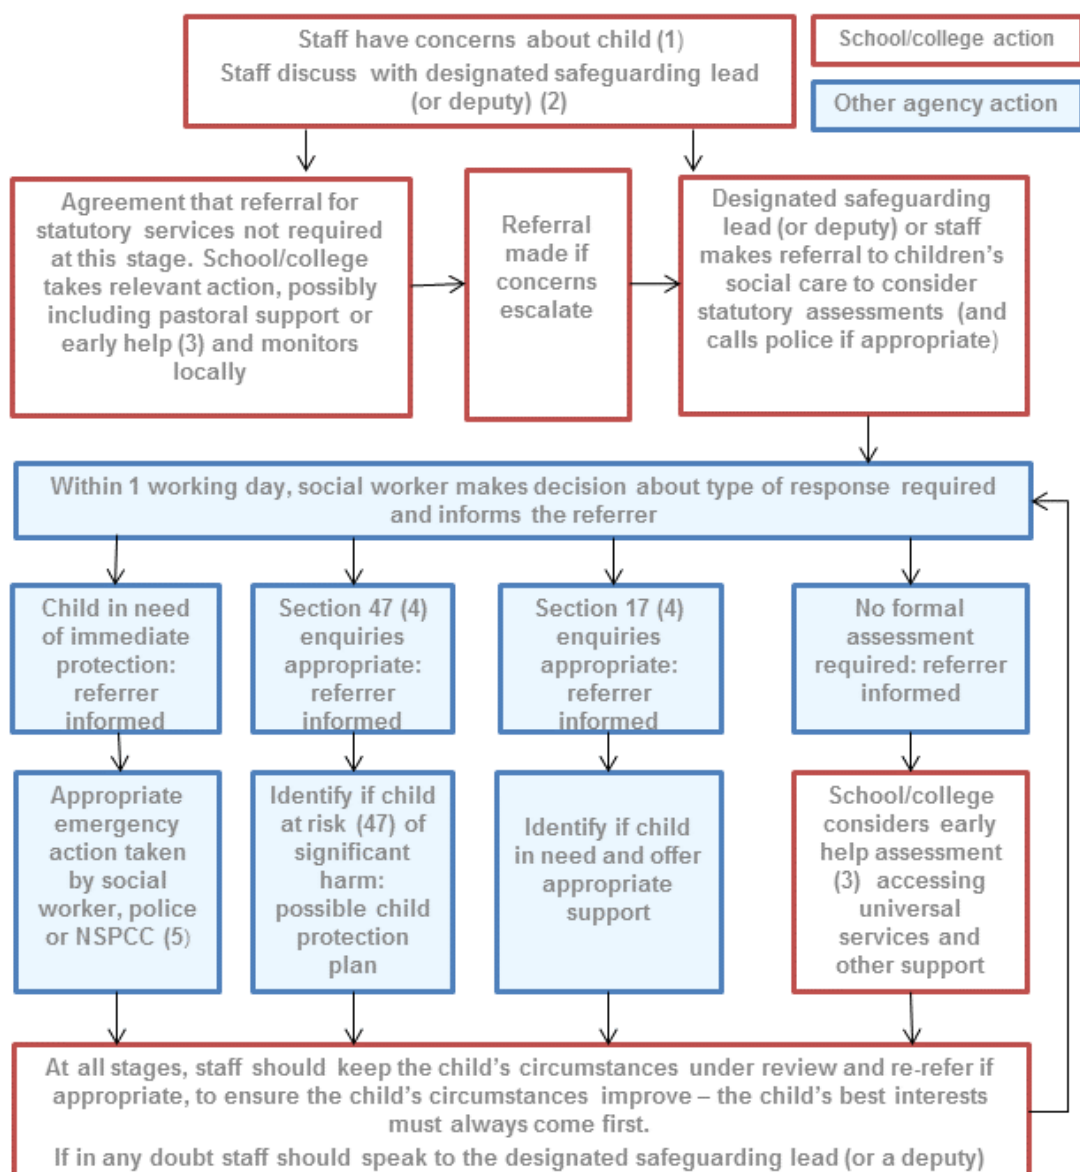 Staff have concerns about child (1)
Staff discuss with designated safeguarding lead
(or deputy) (2)
School/college action
Other agency action
Agreement that referral for
statutory services not required
at this stage. School/college
takes relevant action, possibly
including pastoral support or
early help (3) and monitors
locally
Referral
made if
concerns
escalate
Designated safeguarding
lead (or deputy) or staff
makes referral to children’s
social care to consider
statutory assessments (and
calls police if appropriate)
Within 1 working day, social worker makes decision about type of response required
and informs the referrer
Child in need
of immediate
protection:
referrer
informed
Section 47 (4)
enquiries
appropriate:
referrer
informed
Section 17 (4)
enquiries
appropriate:
referrer
informed
No formal
assessment
required: referrer
informed
Appropriate
emergency
action taken
by social
worker, police
or NSPCC (5)
Identify if child
at risk (47) of
significant
harm:
possible child
protection
plan
Identify if child
in need and offer
appropriate
support
School/college
considers early
help assessment
(3) accessing
universal
services and
other support
At all stages, staff should keep the child’s circumstances under review and re-refer if
appropriate, to ensure the child’s circumstances improve – the child’s best interests
must always come first.
If in any doubt staff should speak to the designated safeguarding lead (or a deputy)